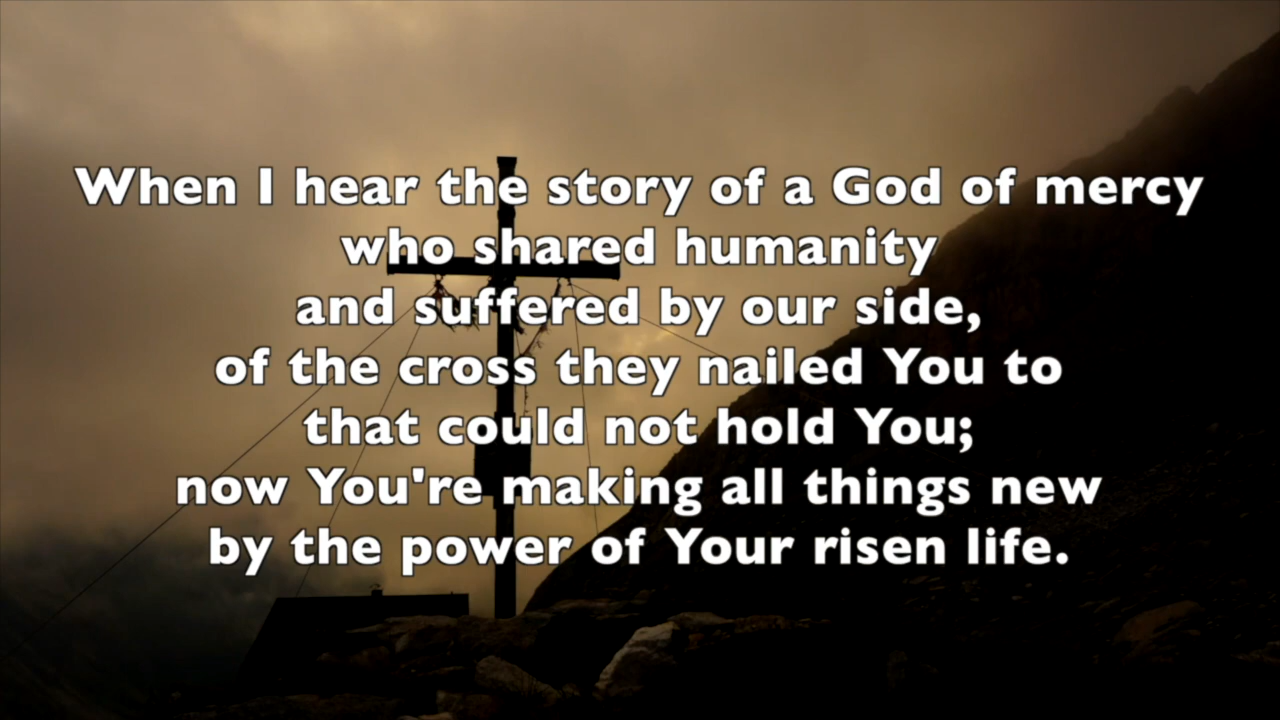 When I hear the story of a God of mercy
who shared humanity
and suffered by our side,
of the cross they nailed You to
that could not hold You;
now You're making all things new
by the power of Your risen life.